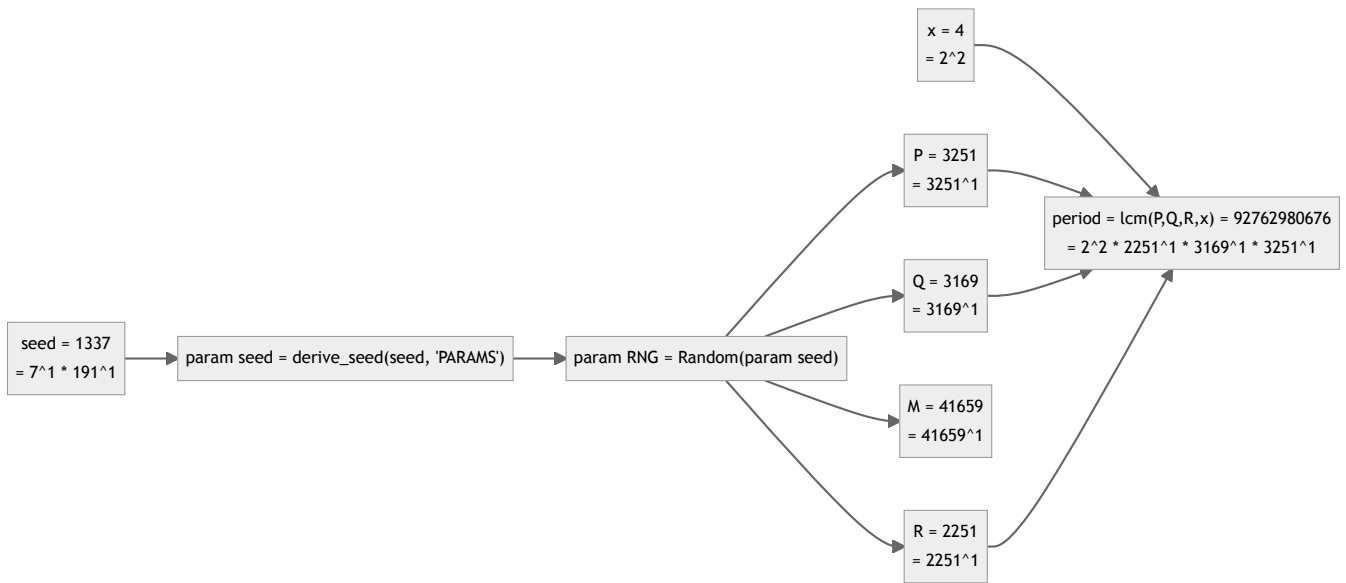 x = 4
= 2^2
P = 3251
= 3251^1
period = lcm(P,Q,R,x) = 92762980676
= 2^2 * 2251^1 * 3169^1 * 3251^1
Q = 3169
= 3169^1
seed = 1337
= 7^1 * 191^1
param seed = derive_seed(seed, 'PARAMS')
param RNG = Random(param seed)
M = 41659
= 41659^1
R = 2251
= 2251^1